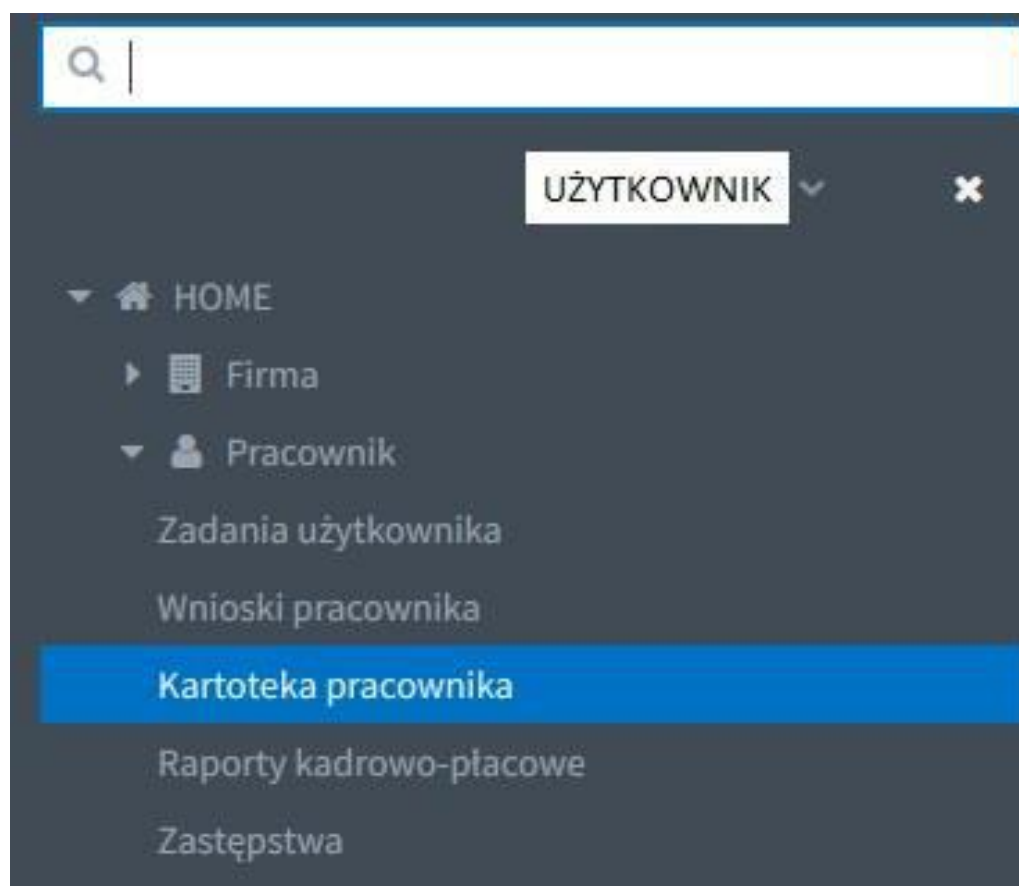 UŻYTKOWNIK
HOME
Firma
Pracownik
Zadania użytkownika
Wnioski pracownika
Kartoteka pracownika
Raporty kadrowo-płacowe
Zastępstwa